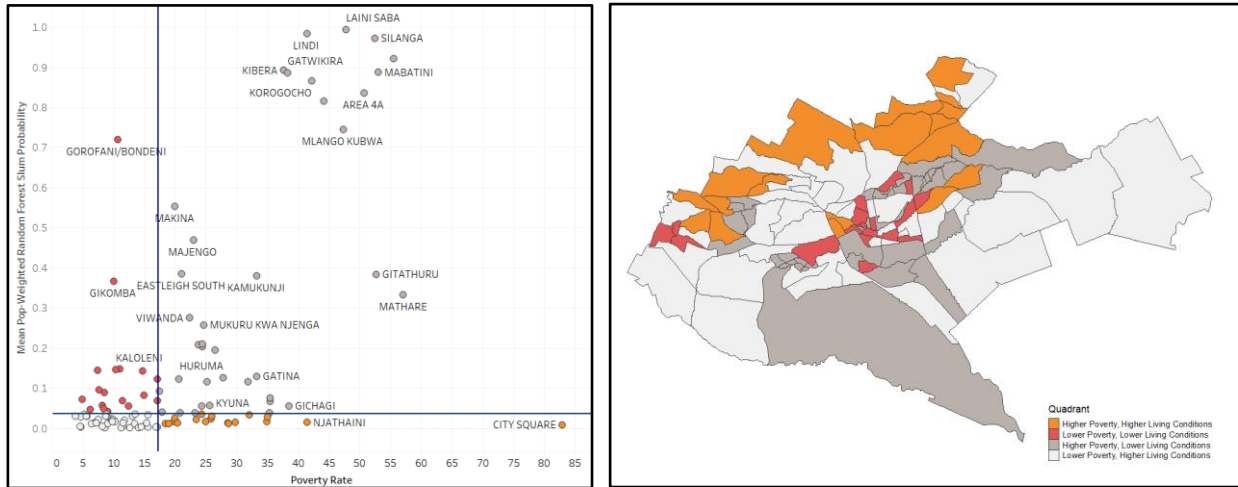 LAINI SABA
LINDI
SILANGA
GATWIKIRA
KIBERA
MABATINI
KOROGOCHO
AREA 4A
MLANGO KUBWA
GOROFANI/BONDENI
MAKINA
MAJENGO
GITATHURU
EASTLEIGH SOUTH
KAMUKUNJI
GIKOMBA
MATHARE
VIWANDA
MUKURU KWA NJENGA
KALOLENI
HURUMA
GATINA
KYUNA
GICHAGI
NJATHAINI
CITY SQUARE
Mean Pop-Weighted Random Forest Slum Probability
1.0
0.9
0.8
0.7
0.6
0.5
0.4
0.3
0.2
0.1
0.0
0 5 10 15 20 25 30 35 40 45 50 55 60 65 70 75 80 85
Poverty Rate
Quadrant
Higher Poverty, Higher Living Conditions
Lower Poverty, Lower Living Conditions
Higher Poverty, Lower Living Conditions
Lower Poverty, Higher Living Conditions